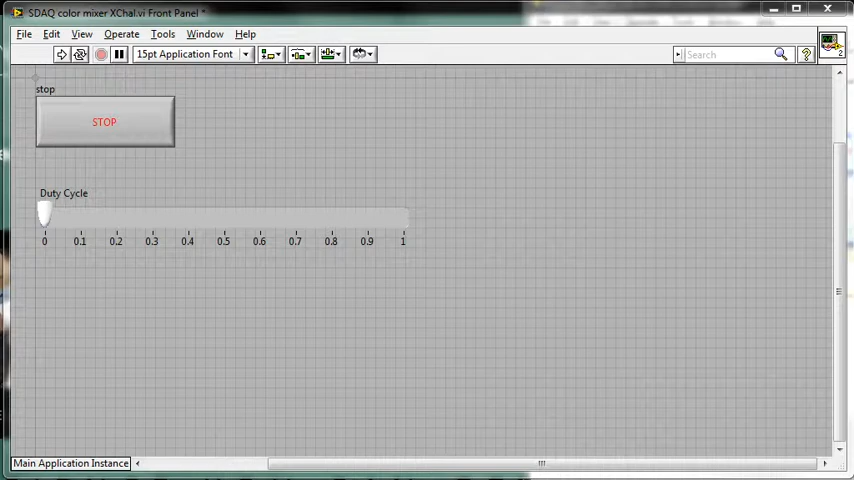 SDAQ color mixer XChal.vi Front Panel *
File Edit View Operate Tools Window Help
15pt Application Font Search ? 2
stop
STOP
Duty Cycle
0 0.1 0.2 0.3 0.4 0.5 0.6 0.7 0.8 0.9 1
Main Application Instance